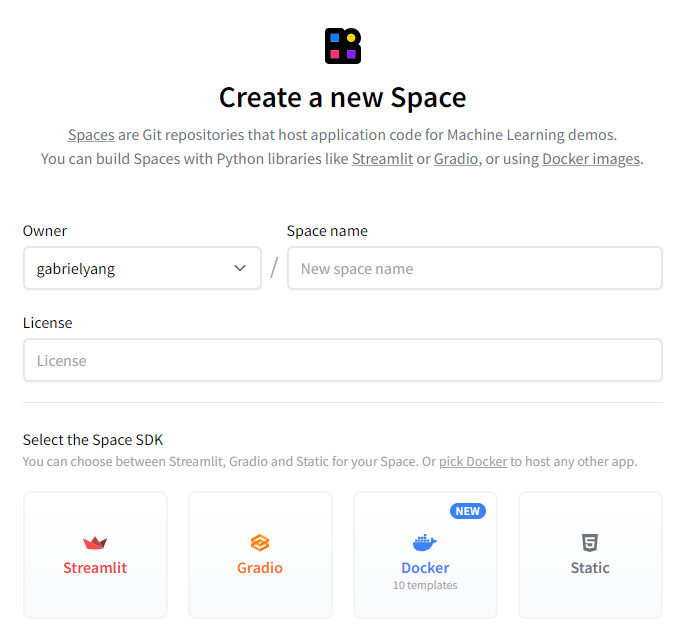 Create a new Space
Spaces are Git repositories that host application code for Machine Learning demos.
You can build Spaces with Python libraries like Streamlit or Gradio, or using Docker images.
Owner
Space name
gabrielyang
/
New space name
License
License
Select the Space SDK
You can choose between Streamlit, Gradio and Static for your Space. Or pick Docker to host any other app.
Streamlit
Gradio
NEW
Docker
10 templates
Static